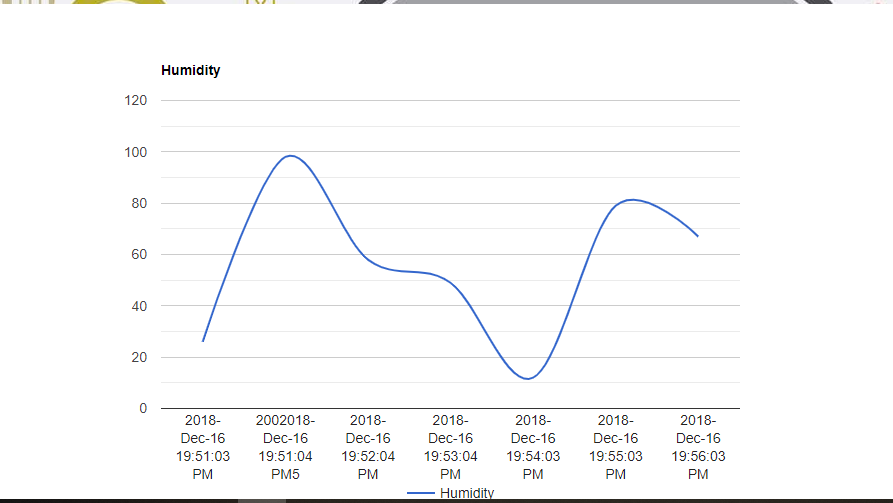 Humidity
120
100
80
60
40
20
0
2018- 2002018- 2018- 2018- 2018- 2018- 2018-
Dec-16 Dec-16 Dec-16 Dec-16 Dec-16 Dec-16 Dec-16
19:51:03 19:51:04 19:52:04 19:53:04 19:54:03 19:55:03 19:56:03
PM PM5 PM PM PM PM PM
Humidity